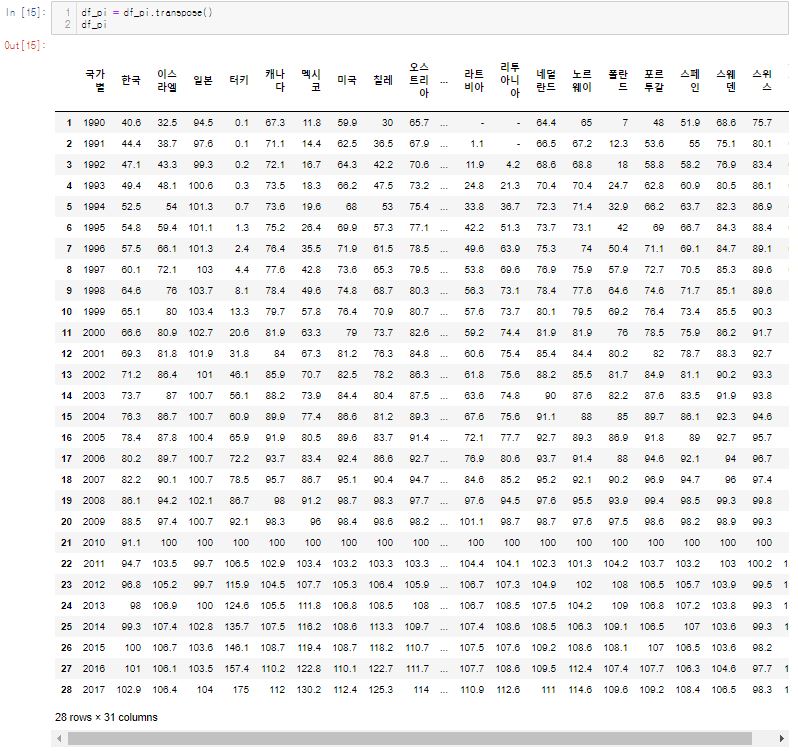 In [15]:
1 df_pi = df_pi.transpose()
2 df_pi
Out[15]:
국가별 한국 이스라엘 일본 터키 캐나다 멕시코 미국 칠레 오스트리아 ... 라트비아 리투아니아 네덜란드 노르웨이 폴란드 포르투갈 스페인 스웨덴 스위스
1 1990 40.6 32.5 94.5 0.1 67.3 11.8 59.9 30 65.7 ... - - 64.4 65 7 48 51.9 68.6 75.7
2 1991 44.4 38.7 97.6 0.1 71.1 14.4 62.5 36.5 67.9 ... 1.1 - 66.5 67.2 12.3 53.6 55 75.1 80.1
3 1992 47.1 43.3 99.3 0.2 72.1 16.7 64.3 42.2 70.6 ... 11.9 4.2 68.6 68.8 18 58.8 58.2 76.9 83.4
4 1993 49.4 48.1 100.6 0.3 73.5 18.3 66.2 47.5 73.2 ... 24.8 21.3 70.4 70.4 24.7 62.8 60.9 80.5 86.1
5 1994 52.5 54 101.3 0.7 73.6 19.6 68 53 75.4 ... 33.8 36.7 72.3 71.4 32.9 66.2 63.7 82.3 86.9
6 1995 54.8 59.4 101.1 1.3 75.2 26.4 69.9 57.3 77.1 ... 42.2 51.3 73.7 73.1 42 69 66.7 84.3 88.4
7 1996 57.5 66.1 101.3 2.4 76.4 35.5 71.9 61.5 78.5 ... 49.6 63.9 75.3 74 50.4 71.1 69.1 84.7 89.1
8 1997 60.1 72.1 103 4.4 77.6 42.8 73.6 65.3 79.5 ... 53.8 69.6 76.9 75.9 57.9 72.7 70.5 85.3 89.6
9 1998 64.6 76 103.7 8.1 78.4 49.6 74.8 68.7 80.3 ... 56.3 73.1 78.4 77.6 64.6 74.6 71.7 85.1 89.6
10 1999 65.1 80 103.4 13.3 79.7 57.8 76.4 70.9 80.7 ... 57.6 73.7 80.1 79.5 69.2 76.4 73.4 85.5 90.3
11 2000 66.6 80.9 102.7 20.6 81.9 63.3 79 73.7 82.6 ... 59.2 74.4 81.9 81.9 76 78.5 75.9 86.2 91.7
12 2001 69.3 81.8 101.9 31.8 84 67.3 81.2 76.3 84.8 ... 60.6 75.4 85.4 84.4 80.2 82 78.7 88.3 92.7
13 2002 71.2 86.4 101 46.1 85.9 70.7 82.5 78.2 86.3 ... 61.8 75.6 88.2 85.5 81.7 84.9 81.1 90.2 93.3
14 2003 73.7 87 100.7 56.1 88.2 73.9 84.4 80.4 87.5 ... 63.6 74.8 90 87.6 82.2 87.6 83.5 91.9 93.8
15 2004 76.3 86.7 100.7 60.9 89.9 77.4 86.6 81.2 89.3 ... 67.6 75.6 91.1 88 85 89.7 86.1 92.3 94.6
16 2005 78.4 87.8 100.4 65.9 91.9 80.5 89.6 83.7 91.4 ... 72.1 77.7 92.7 89.3 86.9 91.8 89 92.7 95.7
17 2006 80.2 89.7 100.7 72.2 93.7 83.4 92.4 86.6 92.7 ... 76.9 80.6 93.7 91.4 88 94.6 92.1 94 96.7
18 2007 82.2 90.1 100.7 78.5 95.7 86.7 95.1 90.4 94.7 ... 84.6 85.2 95.2 92.1 90.2 96.9 94.7 96 97.4
19 2008 86.1 94.2 102.1 86.7 98 91.2 98.7 98.3 97.7 ... 97.6 94.5 97.6 95.5 93.9 99.4 98.5 99.3 99.8
20 2009 88.5 97.4 100.7 92.1 98.3 96 98.4 98.6 98.2 ... 101.1 98.7 98.7 97.6 97.5 98.6 98.2 98.9 99.3
21 2010 91.1 100 100 100 100 100 100 100 100 ... 100 100 100 100 100 100 100 100 100
22 2011 94.7 103.5 99.7 106.5 102.9 103.4 103.2 103.3 103.3 ... 104.4 104.1 102.3 101.3 104.2 103.7 103.2 103 100.2
23 2012 96.8 105.2 99.7 115.9 104.5 107.7 105.3 106.4 105.9 ... 106.7 107.3 104.9 102 108 106.5 105.7 103.9 99.5
24 2013 98 106.9 100 124.6 105.5 111.8 106.8 108.5 108 ... 106.7 108.5 107.5 104.2 109 106.8 107.2 103.8 99.3
25 2014 99.3 107.4 102.8 135.7 107.5 116.2 108.6 113.3 109.7 ... 107.4 108.6 108.5 106.3 109.1 106.5 107 103.6 99.3
26 2015 100 106.7 103.6 146.1 108.7 119.4 108.7 118.2 110.7 ... 107.5 107.6 109.2 108.6 108.1 107 106.5 103.6 98.2
27 2016 101 106.1 103.5 157.4 110.2 122.8 110.1 122.7 111.7 ... 107.7 108.6 109.5 112.4 107.4 107.7 106.3 104.6 97.7
28 2017 102.9 106.4 104 175 112 130.2 112.4 125.3 114 ... 110.9 112.6 111 114.6 109.6 109.2 108.4 106.5 98.3
28 rows × 31 columns